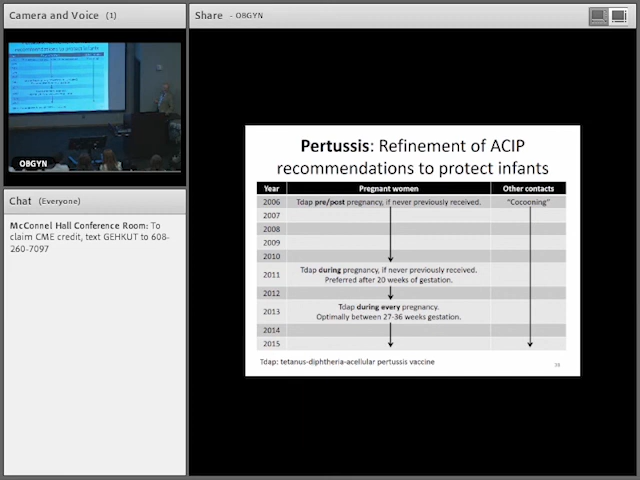 Camera and Voice (1)
recommendations to protect infants
OBGYN
Chat (Everyone)
McConnel Hall Conference Room: To
claim CME credit, text GEHKUT to 608-
260-7097
Share - OBGYN
Pertussis: Refinement of ACIP
recommendations to protect infants
Year Pregnant women Other contacts
2006 Tdap pre/post pregnancy, if never previously received. "Cocooning"
2007
2008
2009
2010
2011 Tdap during pregnancy, if never previously received.
Preferred after 20 weeks of gestation.
2012
2013 Tdap during every pregnancy.
Optimally between 27-36 weeks gestation.
2014
2015
Tdap: tetanus-diphtheria-acellular pertussis vaccine